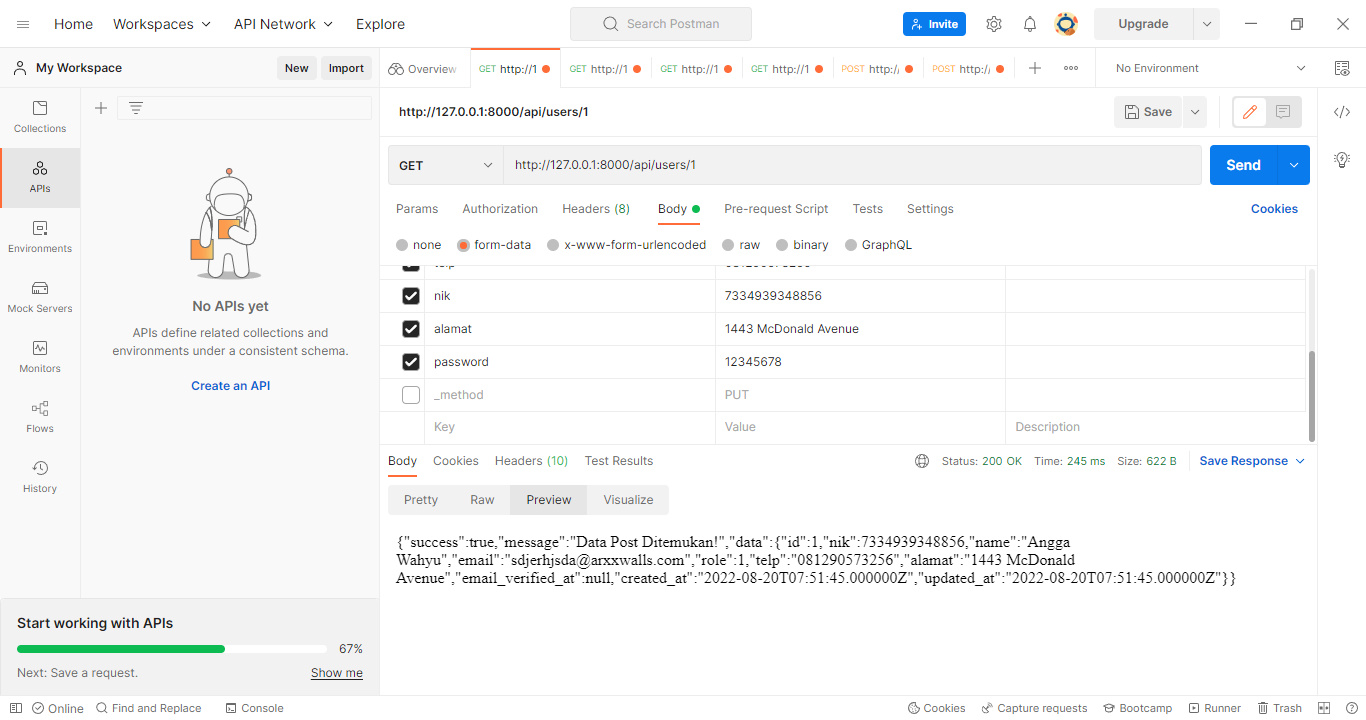 Home Workspaces API Network Explore Search Postman Invite Upgrade
My Workspace New Import Overview GET http://1 GET http://1 GET http://1 GET http://1 POST http:/ POST http:/ No Environment
Collections
APIs
Environments
Mock Servers
Monitors
Flows
History
No APIs yet
APIs define related collections and
environments under a consistent schema.
Create an API
Start working with APIs
67%
Next: Save a request. Show me
http://127.0.0.1:8000/api/users/1 Save
GET http://127.0.0.1:8000/api/users/1 Send
Params Authorization Headers (8) Body Pre-request Script Tests Settings Cookies
none form-data x-www-form-urlencoded raw binary GraphQL
nik 7334939348856
alamat 1443 McDonald Avenue
password 12345678
_method PUT
Key Value Description
Body Cookies Headers (10) Test Results Status: 200 OK Time: 245 ms Size: 622 B Save Response
Pretty Raw Preview Visualize
{"success":true,"message":"Data Post Ditemukan!","data":{"id":1,"nik":7334939348856,"name":"Angga
Wahyu","email":"sdjerhjsda@arxxwalls.com","role":1,"telp":"081290573256","alamat":"1443 McDonald
Avenue","email_verified_at":null,"created_at":"2022-08-20T07:51:45.000000Z","updated_at":"2022-08-20T07:51:45.000000Z"}}
Online Find and Replace Console Cookies Capture requests Bootcamp Runner Trash